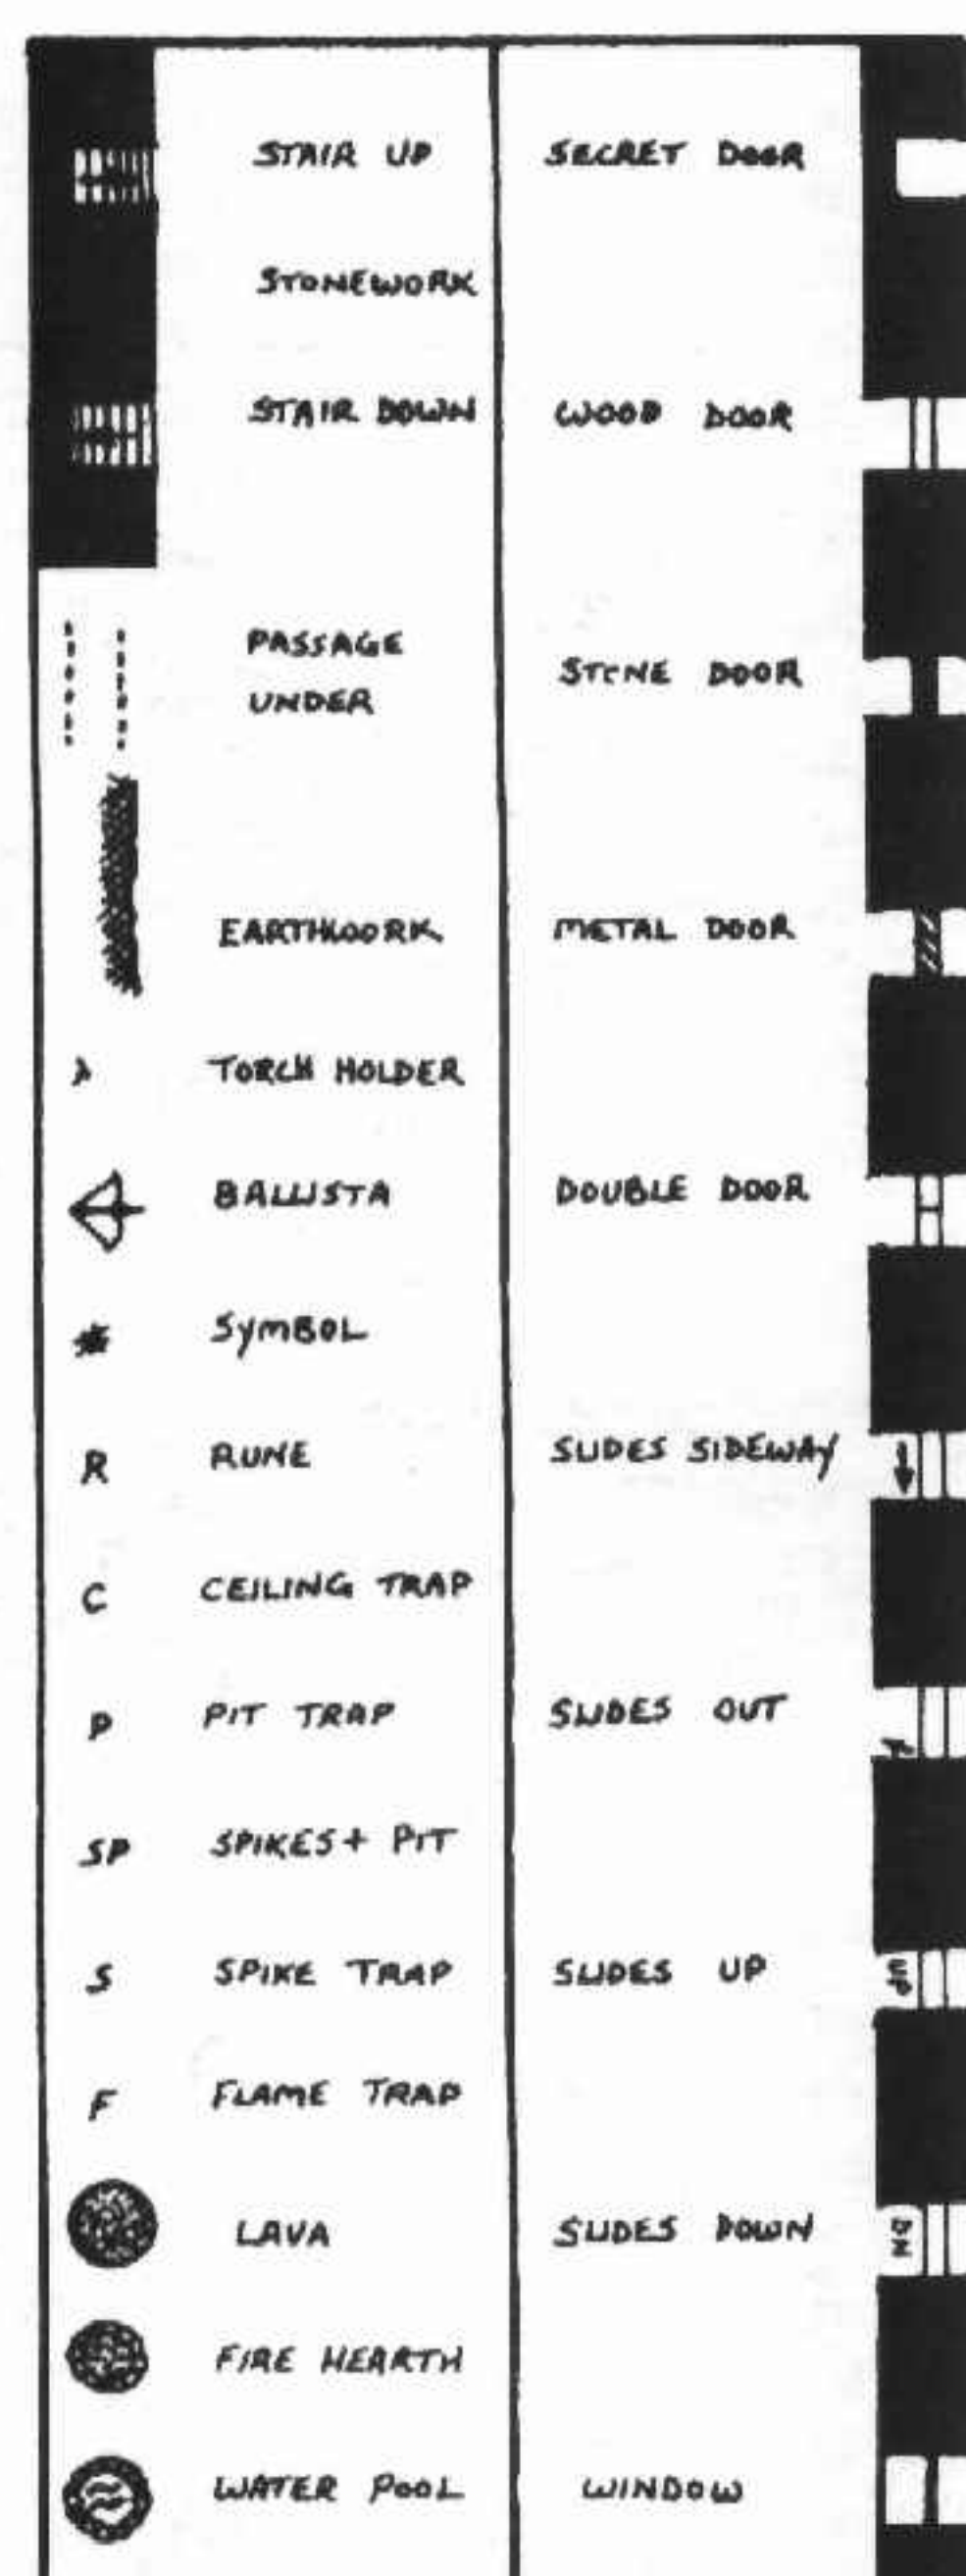 STAIR UP
STONEWORK
STAIR DOWN
PASSAGE
UNDER
EARTHWORK
TORCH HOLDER
BALLISTA
SYMBOL
R RUNE
C CEILING TRAP
P PIT TRAP
SP SPIKES + PIT
S SPIKE TRAP
F FLAME TRAP
LAVA
FIRE HEARTH
WATER POOL
SECRET DOOR
WOOD DOOR
STONE DOOR
METAL DOOR
DOUBLE DOOR
SLIDES SIDEWAY
SLIDES OUT
SLIDES UP UP
SLIDES DOWN DN
WINDOW